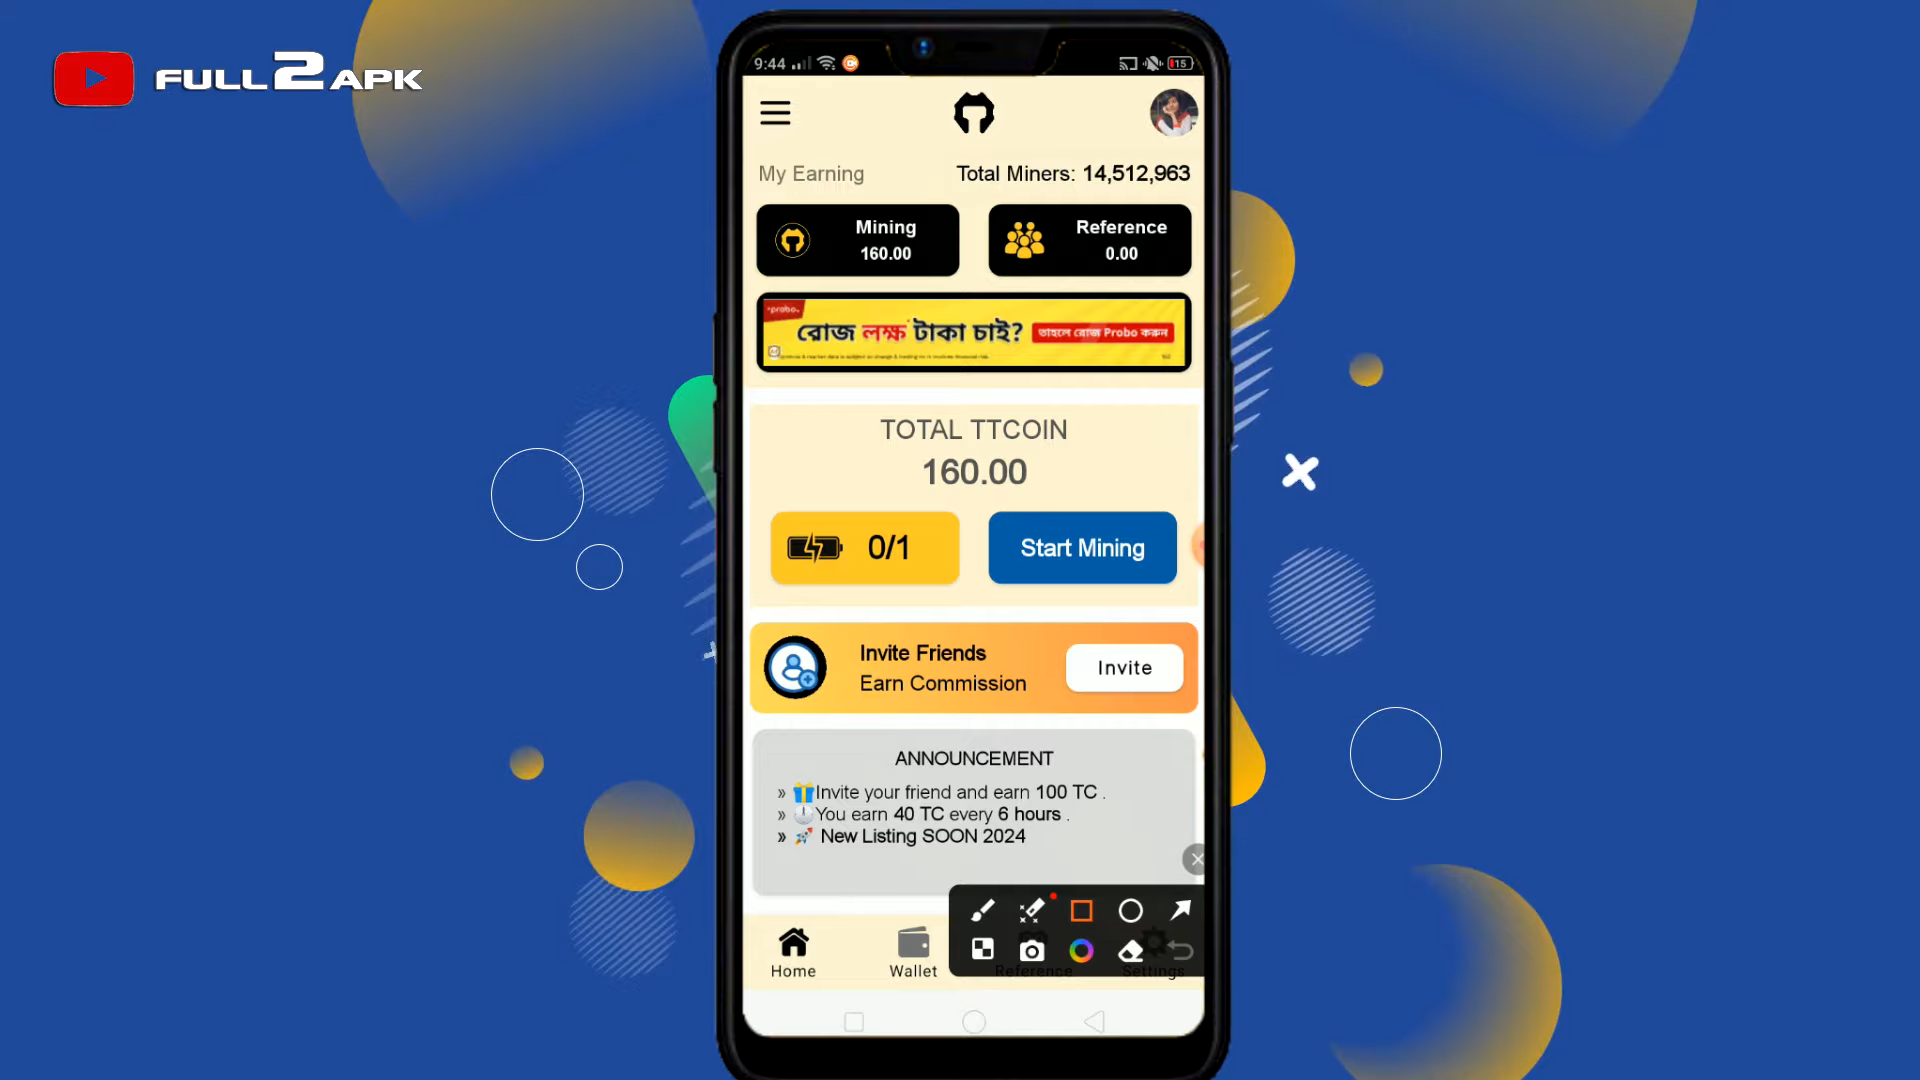 FULL2APK
9:44
15
My Earning
Total Miners: 14,512,963
Mining
160.00
Reference
0.00
probo
রোজ লক্ষ টাকা চাই?
তাহলে রোজ Probo করুন
TOTAL TTCOIN
160.00
0/1
Start Mining
Invite Friends
Earn Commission
Invite
ANNOUNCEMENT
» 🎁Invite your friend and earn 100 TC .
» 🕛You earn 40 TC every 6 hours .
» 🚀 New Listing SOON 2024
Home
Wallet
Reference
Settings